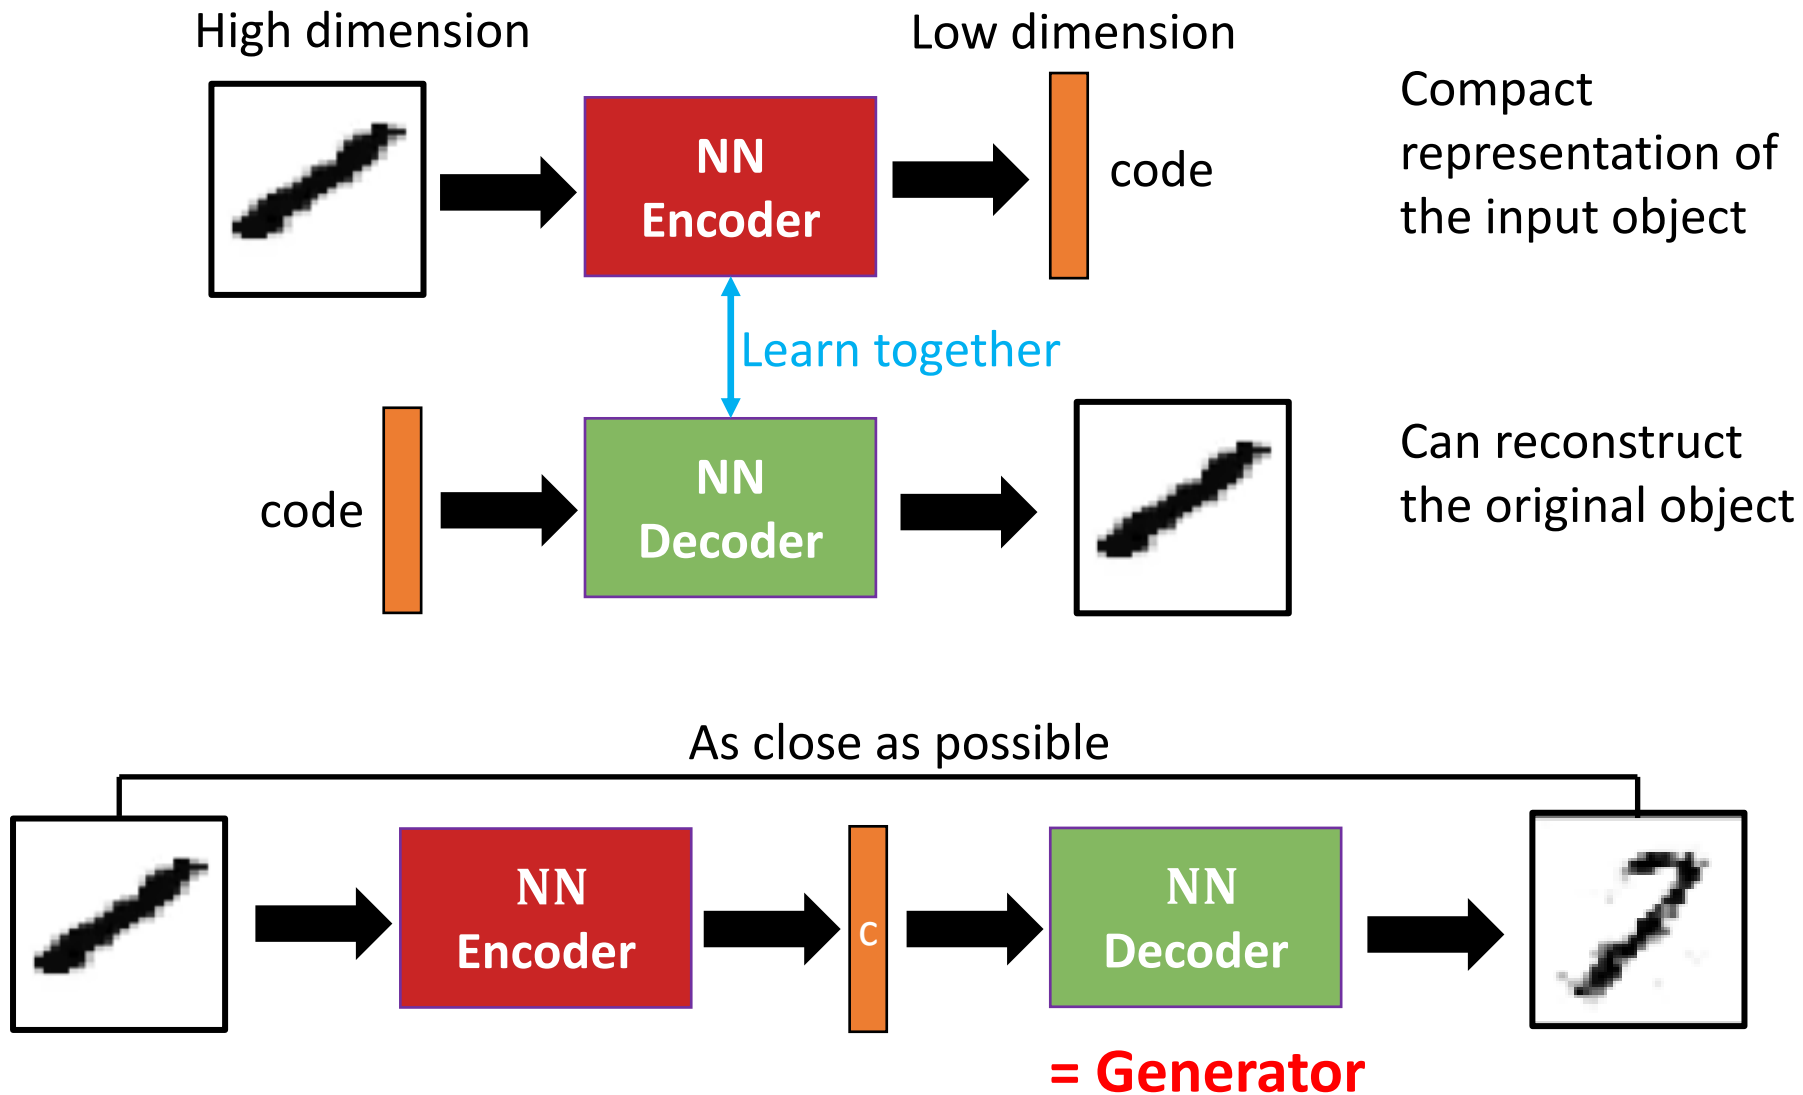 High dimension
Low dimension
NN
Encoder
code
Compact
representation of
the input object
Learn together
code
NN
Decoder
Can reconstruct
the original object
As close as possible
NN
Encoder
c
NN
Decoder
= Generator